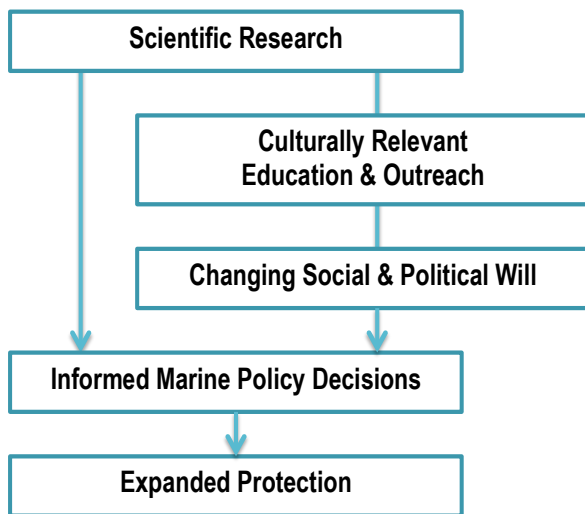 Scientific Research
Culturally Relevant
Education & Outreach
Changing Social & Political Will
Informed Marine Policy Decisions
Expanded Protection